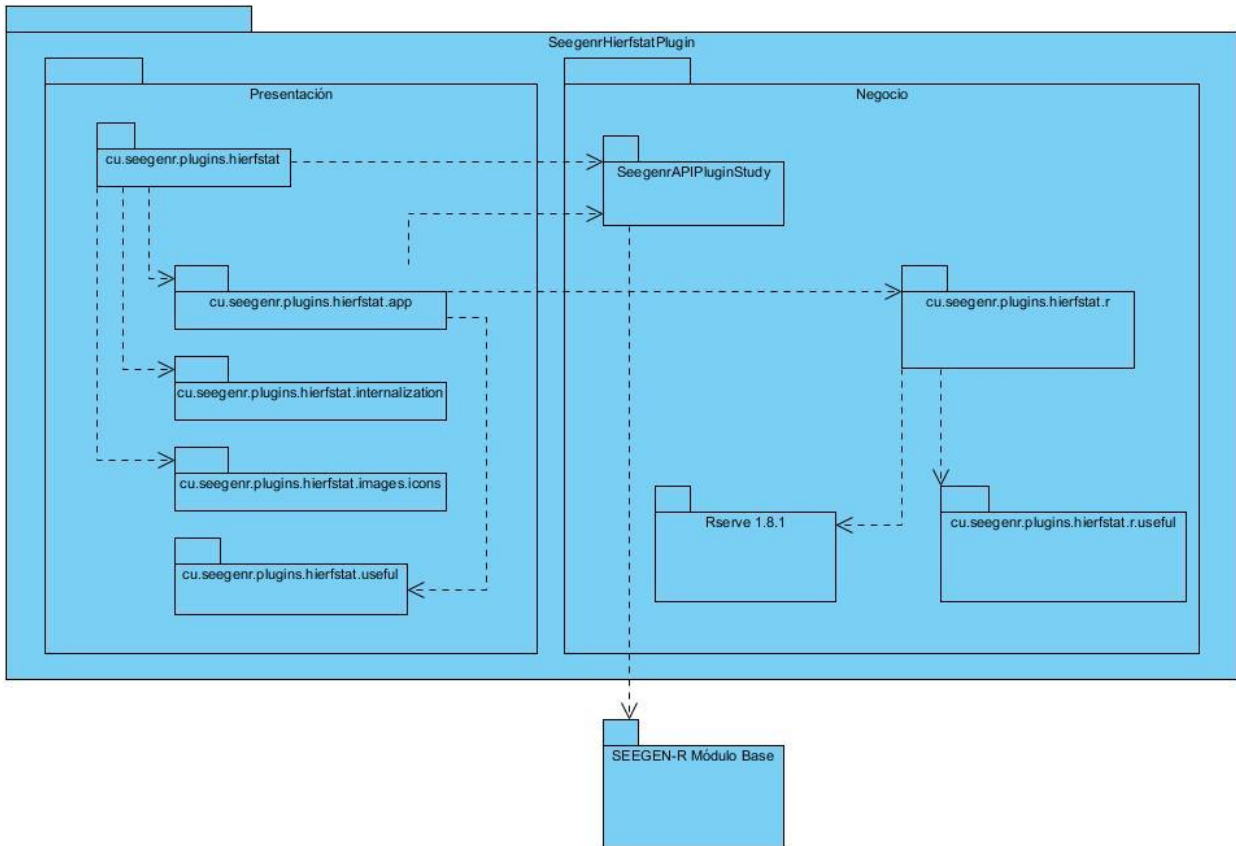 SeegenrHierfstatPlugin
Presentación
Negocio
cu.seegenr.plugins.hierfstat
SeegenrAPIPluginStudy
cu.seegenr.plugins.hierfstat.app
cu.seegenr.plugins.hierfstat.r
cu.seegenr.plugins.hierfstat.internalization
cu.seegenr.plugins.hierfstat.images.icons
Rserve 1.8.1
cu.seegenr.plugins.hierfstat.r.useful
cu.seegenr.plugins.hierfstat.useful
SEEGEN-R Módulo Base